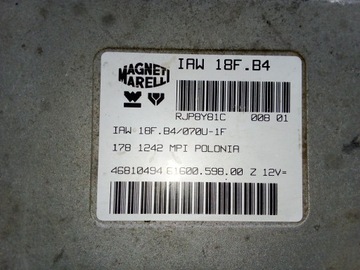 MAGNETI
MARELLI
IAW 18F.B4
RJPBY81C 008 01
IAW 18F.B4/070U-1F
178 1242 MPI POLONIA
46810494 61600.598.00 Z 12V=